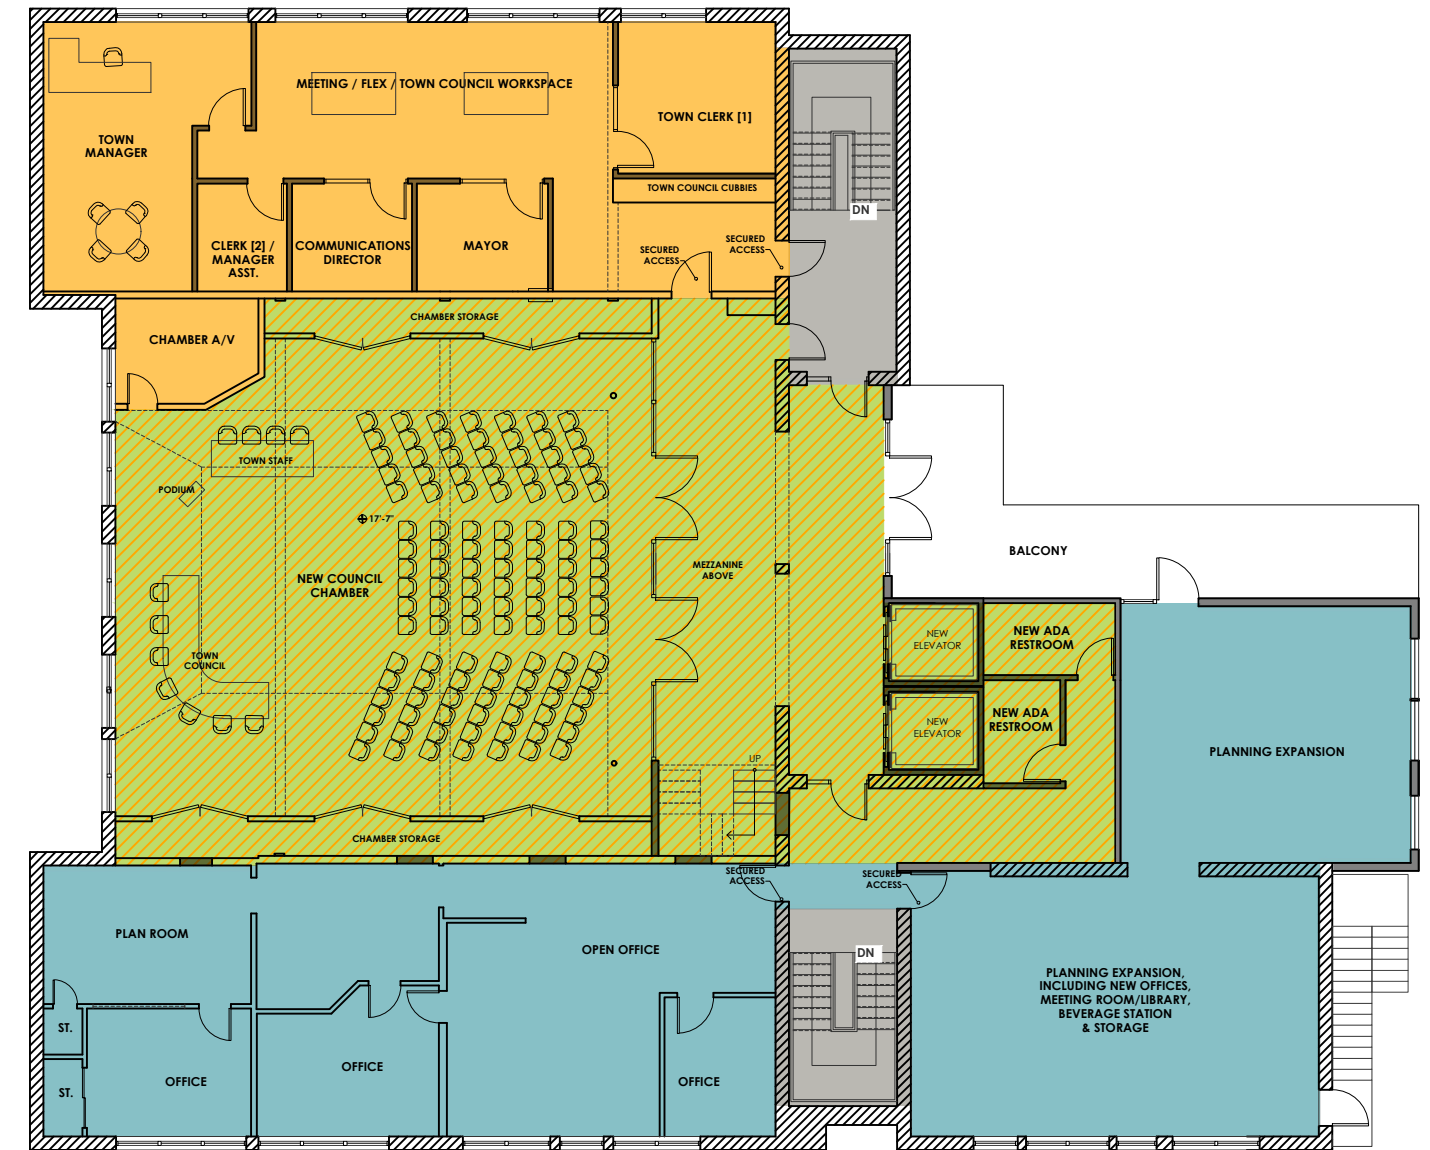 MEETING / FLEX / TOWN COUNCIL WORKSPACE
TOWN CLERK [1]
TOWN
MANAGER
TOWN COUNCIL CUBBIES
DN
CLERK [2] /
MANAGER
ASST.
COMMUNICATIONS
DIRECTOR
MAYOR
SECURED
ACCESS
SECURED
ACCESS
CHAMBER STORAGE
CHAMBER A/V
TOWN STAFF
PODIUM
17'-7"
BALCONY
NEW COUNCIL
CHAMBER
MEZZANINE
ABOVE
NEW
ELEVATOR
NEW ADA
RESTROOM
TOWN
COUNCIL
NEW
ELEVATOR
NEW ADA
RESTROOM
PLANNING EXPANSION
UP
CHAMBER STORAGE
SECURED
ACCESS
SECURED
ACCESS
PLAN ROOM
OPEN OFFICE
DN
PLANNING EXPANSION,
INCLUDING NEW OFFICES,
MEETING ROOM/LIBRARY,
BEVERAGE STATION
& STORAGE
ST.
OFFICE
OFFICE
OFFICE
ST.